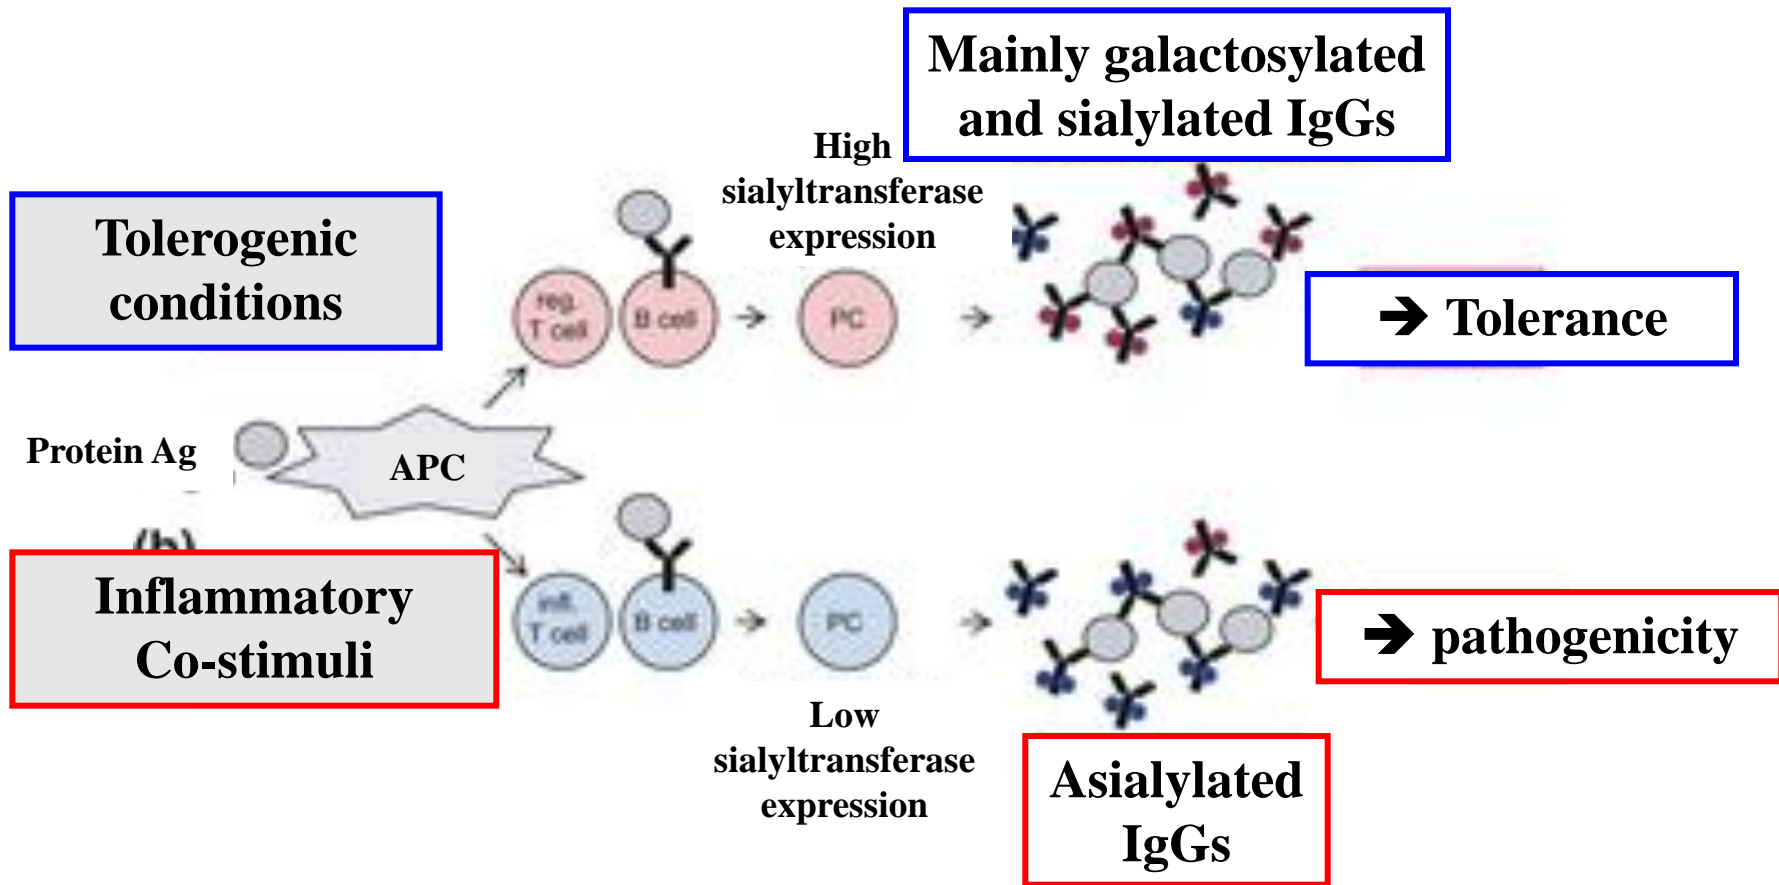 Mainly galactosylated
and sialylated IgGs
High
sialyltransferase
expression
Tolerogenic
conditions
reg.
T cell
B cell
PC
➔ Tolerance
Protein Ag
APC
(b)
Inflammatory
Co-stimuli
infl.
T cell
B cell
PC
➔ pathogenicity
Low
sialyltransferase
expression
Asialylated
IgGs